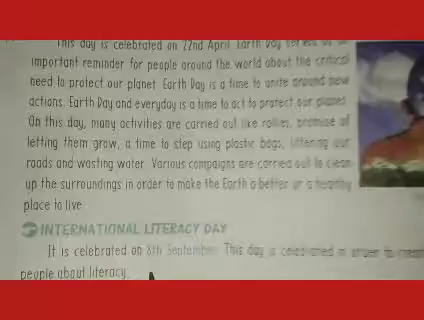 This day is celebrated on 22nd April. Earth Day
important reminder for people around the world about the critical
need to protect our planet. Earth Day is a time to unite around new
actions. Earth Day and everyday is a time to act to protect our planet.
On this day, many activities are carried out like rallies, promise of
letting them grow, a time to step using plastic bags, littering our
roads and wasting water. Various campaigns are carried out to clean
up the surroundings in order to make the Earth a better or a healthy
place to live.
INTERNATIONAL LITERACY DAY
It is celebrated on 8th September. This day is celebrated in order to
people about literacy.